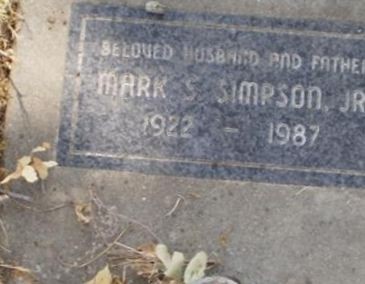 BELOVED HUSBAND AND FATHER
MARK S. SIMPSON, JR
1922 – 1987